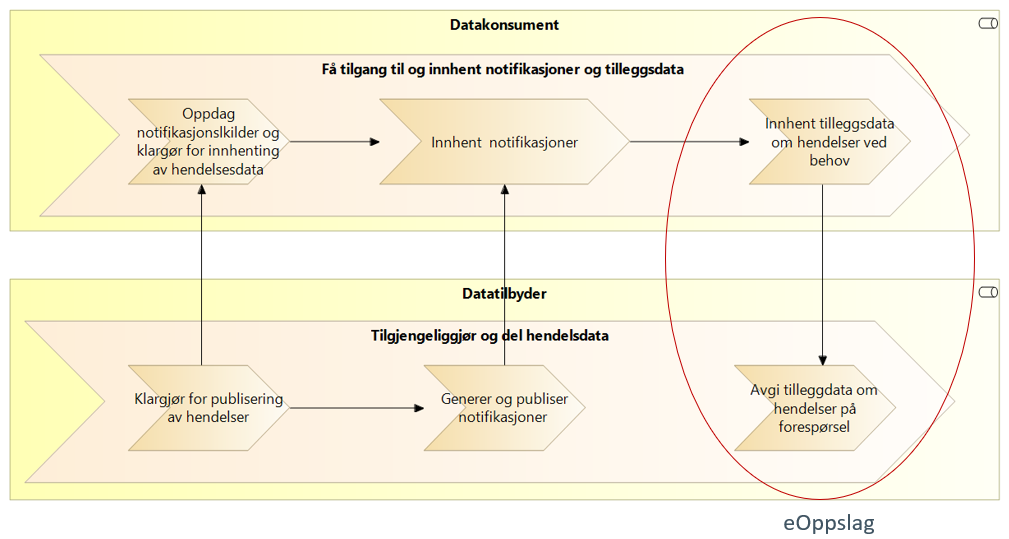 Datakonsument
Få tilgang til og innhent notifikasjoner og tilleggsdata
Oppdag
notifikasjonslkilder og
klargjør for innhenting
av hendelsesdata
Innhent  notifikasjoner
Innhent tilleggsdata
om hendelser ved
behov
Datatilbyder
Tilgjengeliggjør og del hendelsdata
Klargjør for publisering
av hendelser
Generer og publiser
notifikasjoner
Avgi tilleggdata om
hendelser på
forespørsel
eOppslag